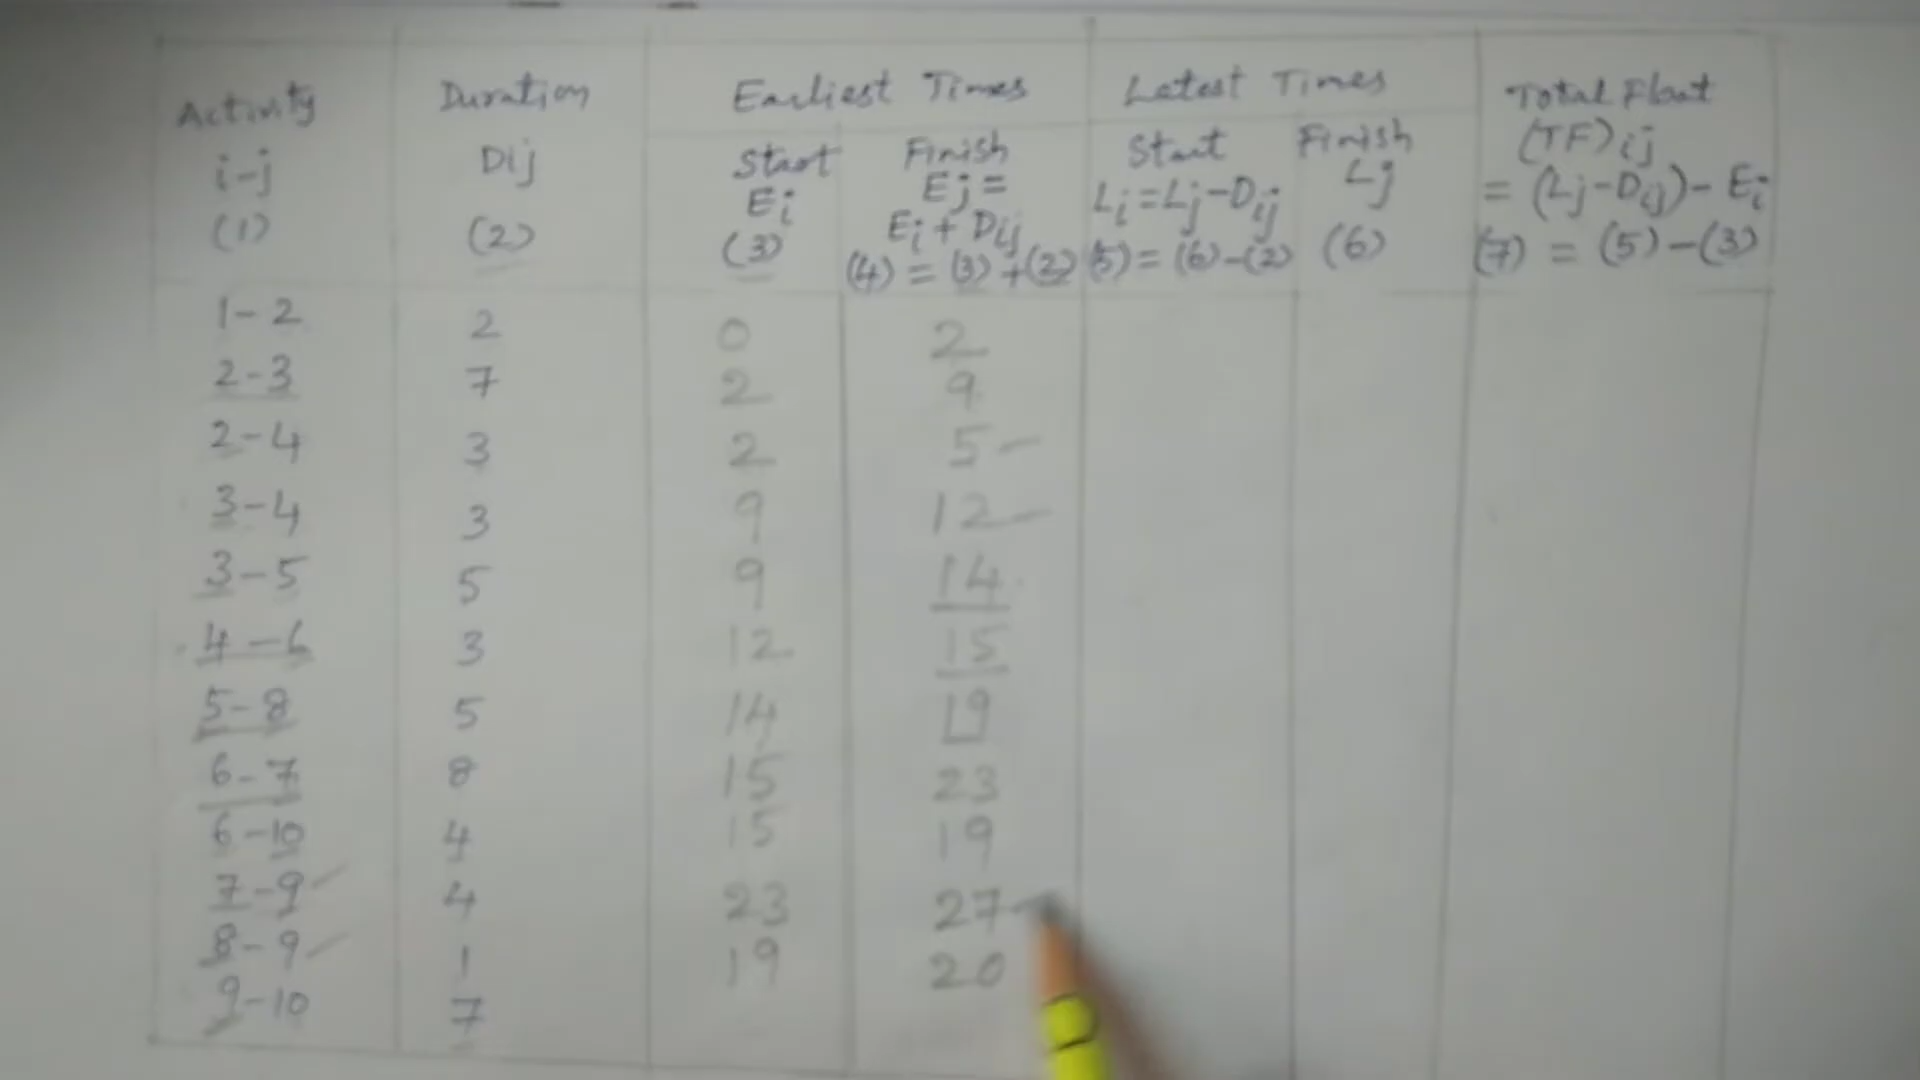 Activity Duration Earliest Times Latest Times Total Float
i-j Dij Start Finish Start Finish (TF)ij
Ei Ej = Li=Lj-Dij Lj = (Lj-Dij)- Ei
(1) (2) (3) Ei + Dij (6)
(4) = (3) +(2) (5)= (6)-(2) (7) = (5)-(3)
1-2 2 0 2
2-3 7 2 9
2-4 3 2 5
3-4 3 9 12
3-5 5 9 14
4-6 3 12 15
5-8 5 14 19
6-7 8 15 23
6-10 4 15 19
7-9 4 23 27
8-9 1 19 20
9-10 7